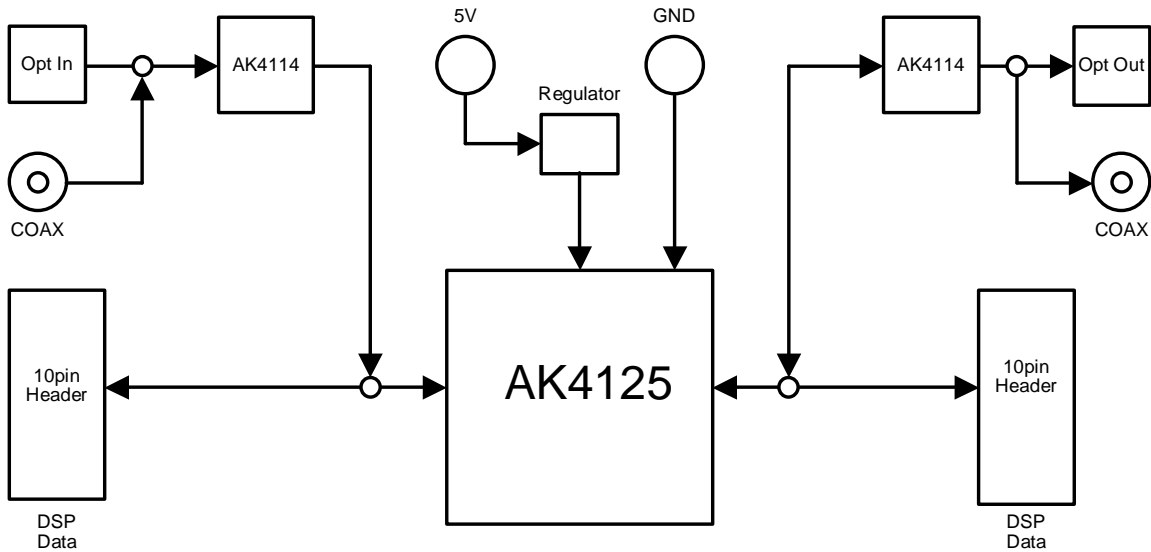 5V
GND
Opt In
AK4114
AK4114
Opt Out
Regulator
COAX
COAX
10pin
Header
AK4125
10pin
Header
DSP
Data
DSP
Data